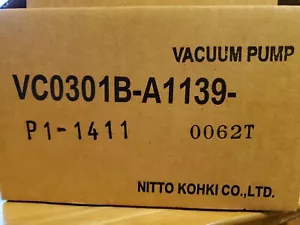 VACUUM PUMP
VC0301B-A1139-
P1-1411 0062T
NITTO KOHKI CO.,LTD.